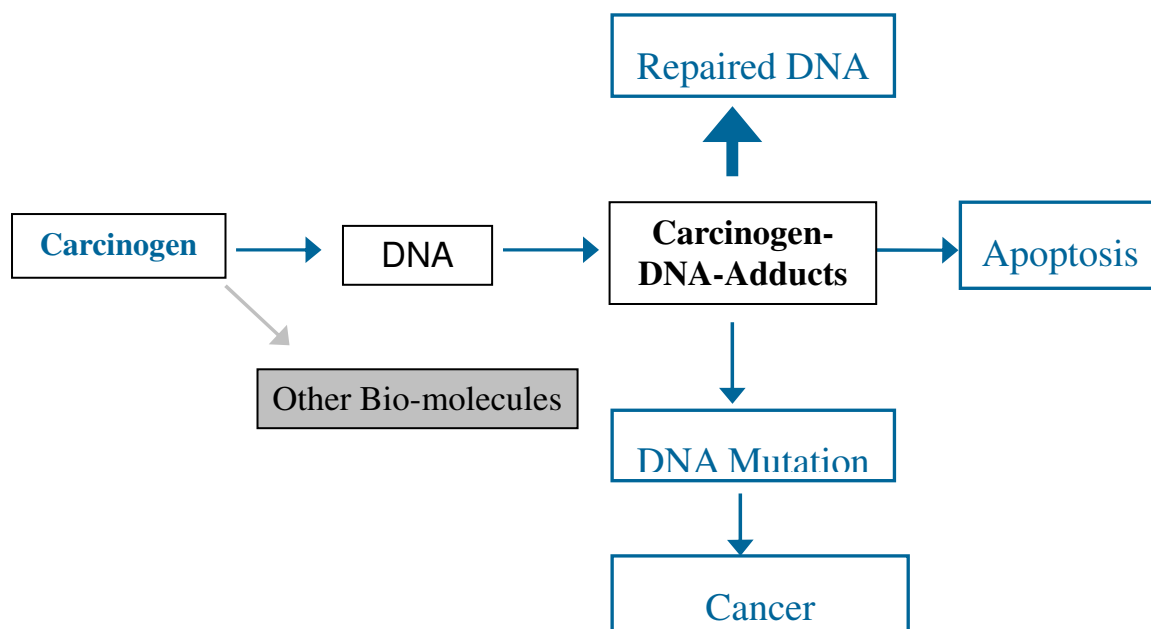 Repaired DNA
Carcinogen
DNA
Carcinogen-
DNA-Adducts
Apoptosis
Other Bio-molecules
DNA Mutation
Cancer